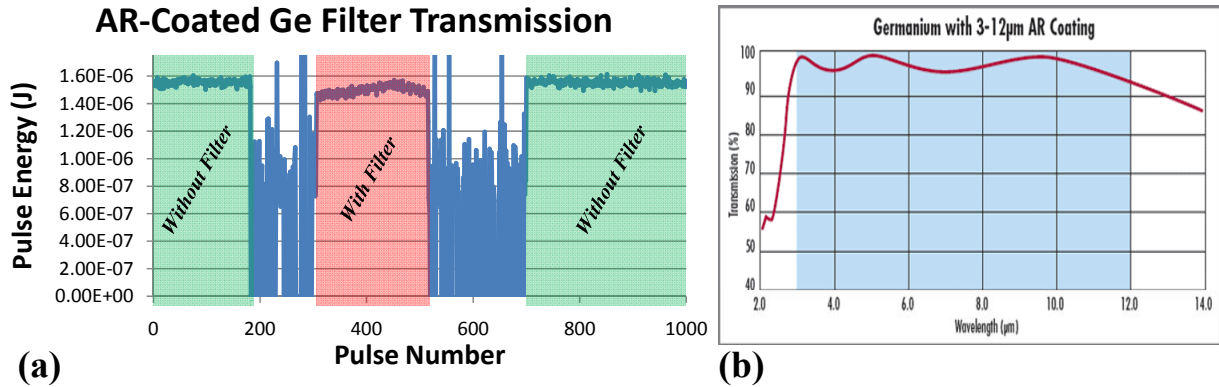 AR-Coated Ge Filter Transmission
Pulse Energy (J)
1.60E-06
1.40E-06
1.20E-06
1.00E-06
8.00E-07
6.00E-07
4.00E-07
2.00E-07
0.00E+00
Without Filter
With Filter
Without Filter
0 200 400 600 800 1000
Pulse Number
(a)
Germanium with 3-12µm AR Coating
Transmission (%)
100
90
80
70
60
50
40
2.0 4.0 6.0 8.0 10.0 12.0 14.0
Wavelength (µm)
(b)